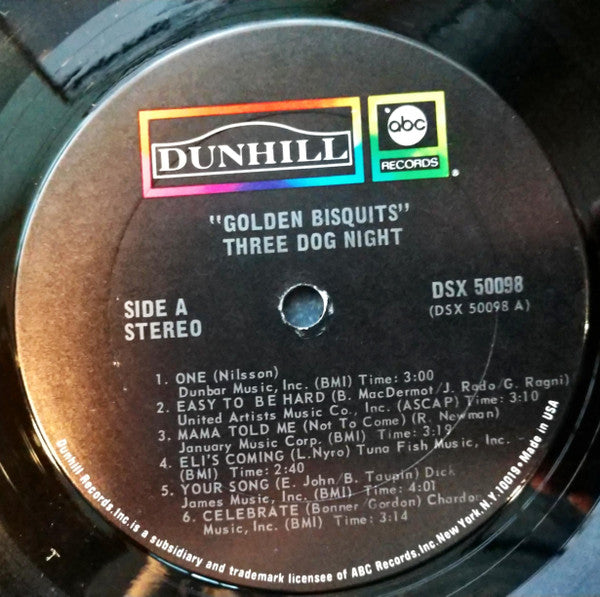 DUNHILL
abc
RECORDS
®
"GOLDEN BISQUITS"
THREE DOG NIGHT
SIDE A
STEREO
DSX 50098
(DSX 50098 A)
1. ONE (Nilsson)
Dunbar Music, Inc. (BMI) Time: 3:00
2. EASY TO BE HARD (B. MacDermot/J. Rado/G. Ragni)
United Artists Music Co., Inc. (ASCAP) Time: 3:10
3. MAMA TOLD ME (Not To Come) (R. Newman)
January Music Corp. (BMI) Time: 3:19
4. ELI'S COMING (L.Nyro) Tuna Fish Music, Inc.
(BMI) Time: 2:40
5. YOUR SONG (E. John/B. Taupin) Dick
James Music, Inc. (BMI) Time: 4:01
6. CELEBRATE (Bonner/Gordon) Chardon
Music, Inc. (BMI) Time: 3:14
Dunhill Records, Inc. is a subsidiary and trademark licensee of ABC Records, Inc. New York, N.Y. 10019 • Made in USA